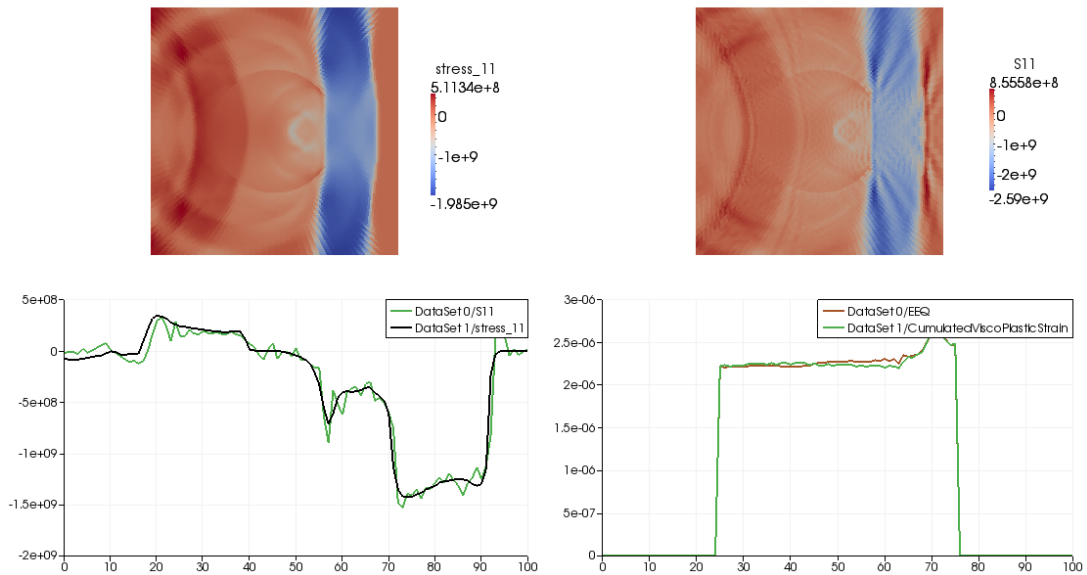 stress_11
5.1134e+8
0
-1e+9
-1.985e+9
S11
8.5558e+8
0
-1e+9
-2e+9
-2.59e+9
5e+08
0
-5e+08
-1e+09
-1.5e+09
-2e+09
0 10 20 30 40 50 60 70 80 90 100
DataSet 0/S11
DataSet 1/stress_11
3e-06
2.5e-06
2e-06
1.5e-06
1e-06
5e-07
0
0 10 20 30 40 50 60 70 80 90 100
DataSet 0/EEQ
DataSet 1/CumulatedViscoPlasticStrain